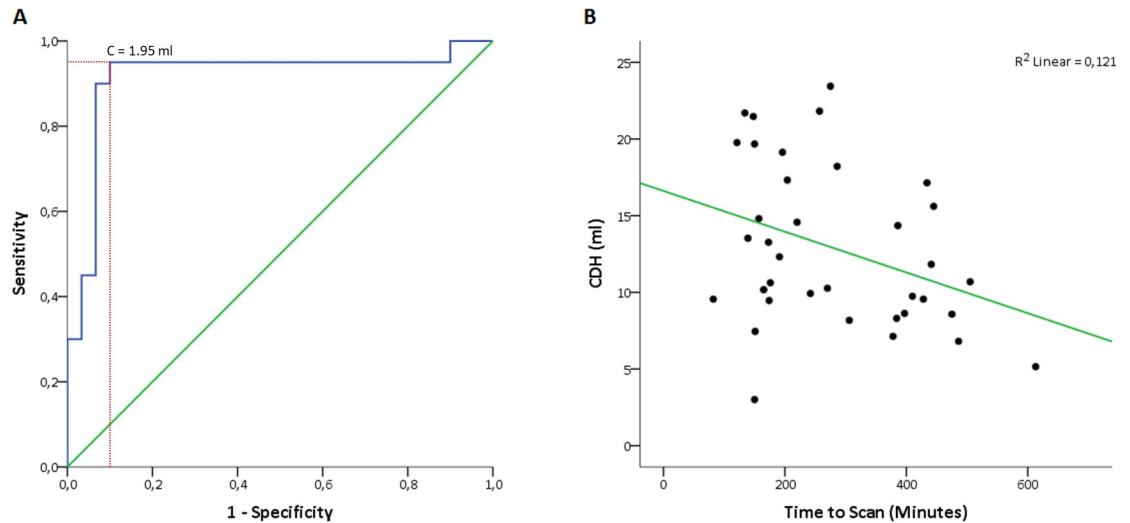 A
C = 1.95 ml
1,0
0,8
0,6
0,4
0,2
0,0
Sensitivity
0,0 0,2 0,4 0,6 0,8 1,0
1 - Specificity
B
R² Linear = 0,121
25
20
15
10
5
0
CDH (ml)
0 200 400 600
Time to Scan (Minutes)